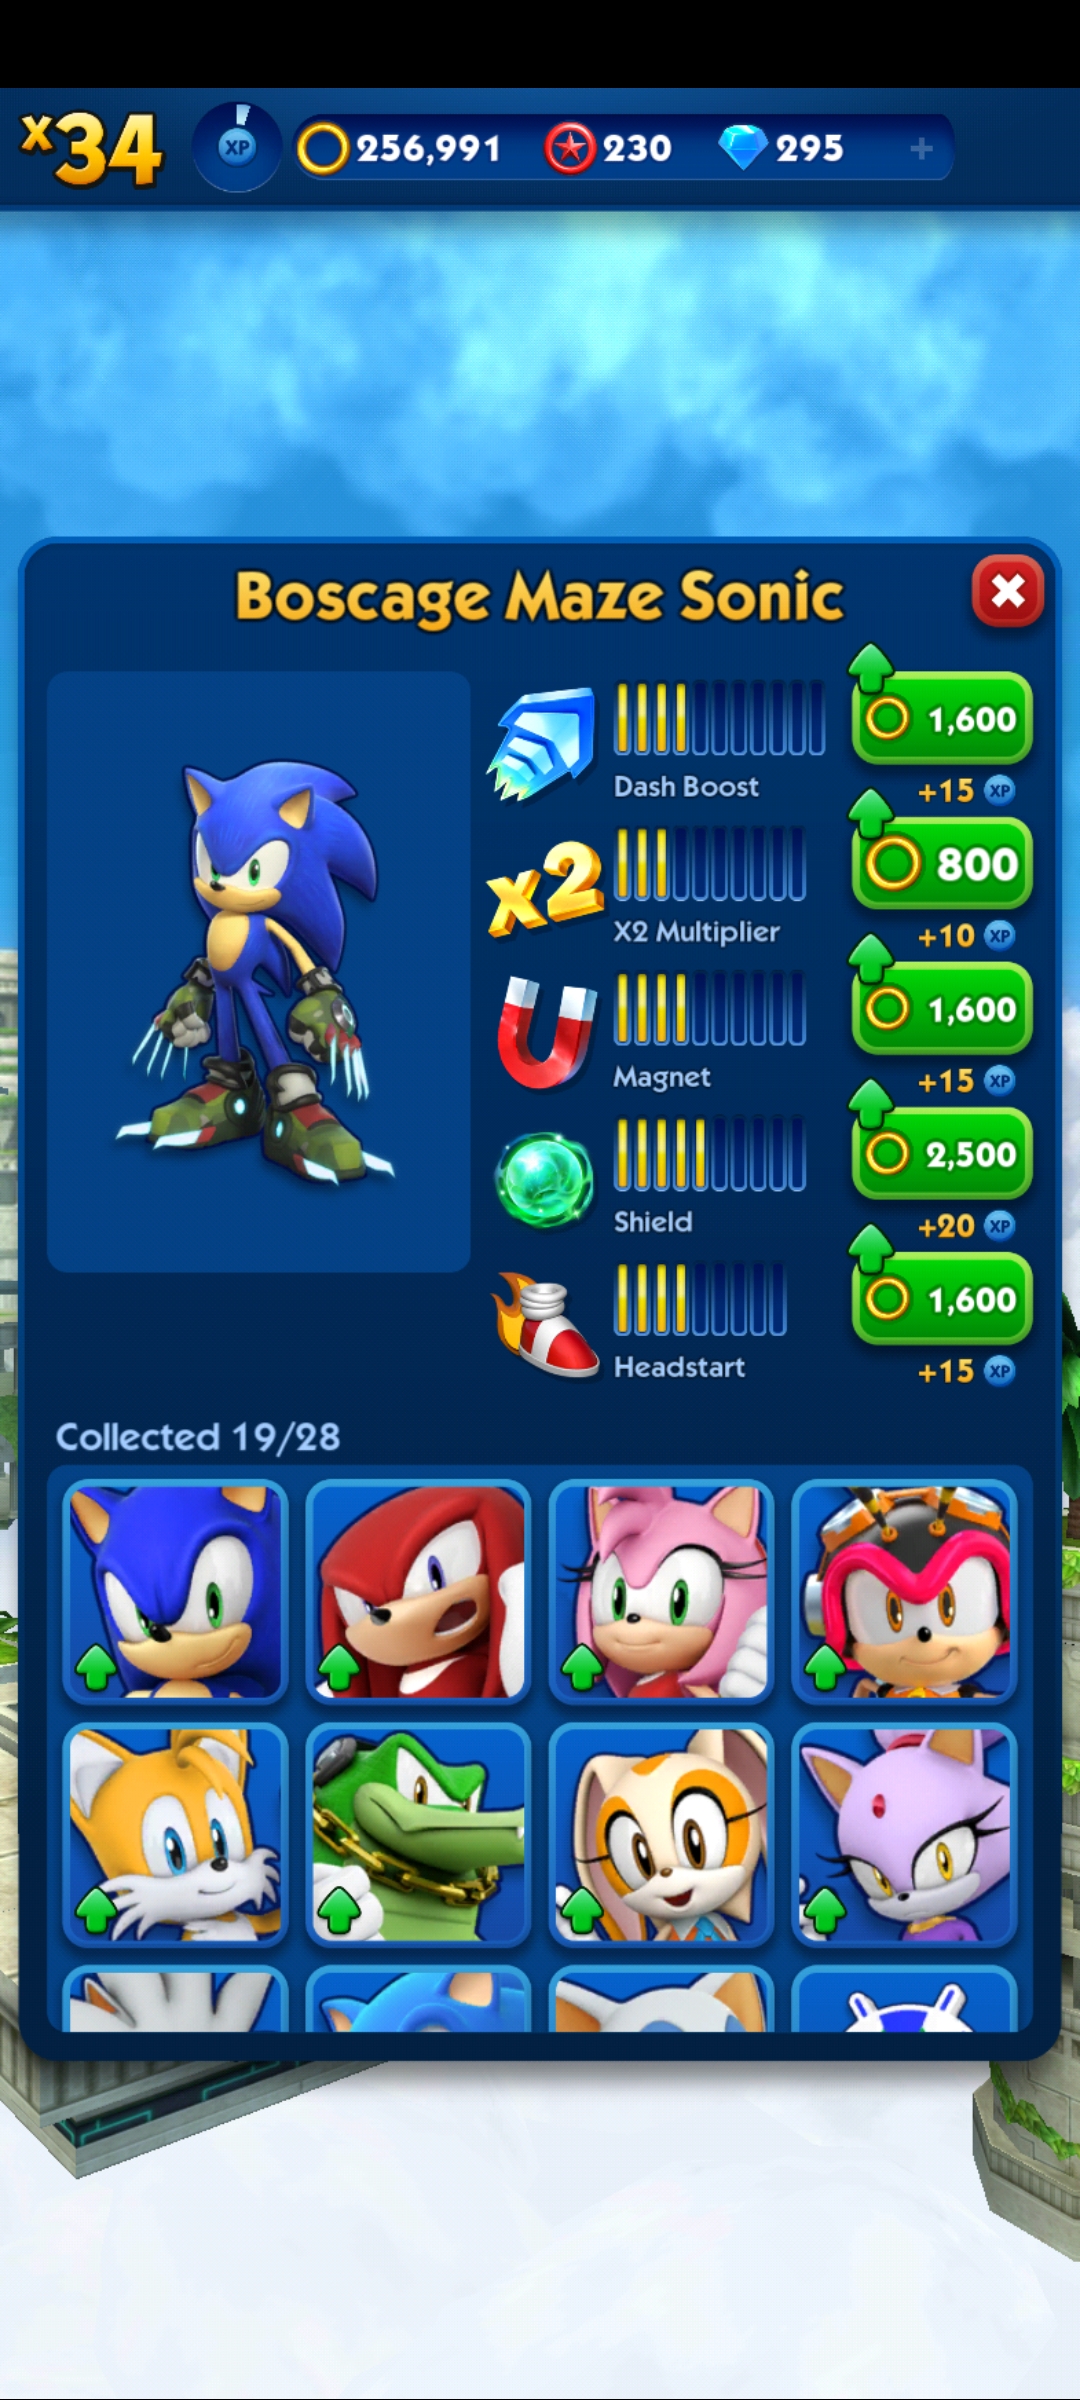 x34 XP 256,991 230 295 +
Boscage Maze Sonic
1,600
Dash Boost
+15 XP
x2
800
X2 Multiplier
+10 XP
1,600
Magnet
+15 XP
2,500
Shield
+20 XP
1,600
Headstart
+15 XP
Collected 19/28